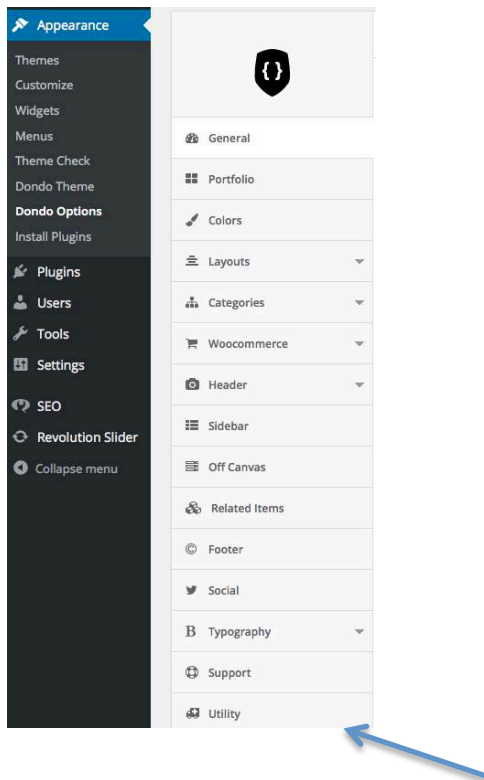 Appearance
Themes
Customize
Widgets
Menus
Theme Check
Dondo Theme
Dondo Options
Install Plugins
Plugins
Users
Tools
Settings
SEO
Revolution Slider
Collapse menu
{}
General
Portfolio
Colors
Layouts
Categories
Woocommerce
Header
Sidebar
Off Canvas
Related Items
Footer
Social
B Typography
Support
Utility